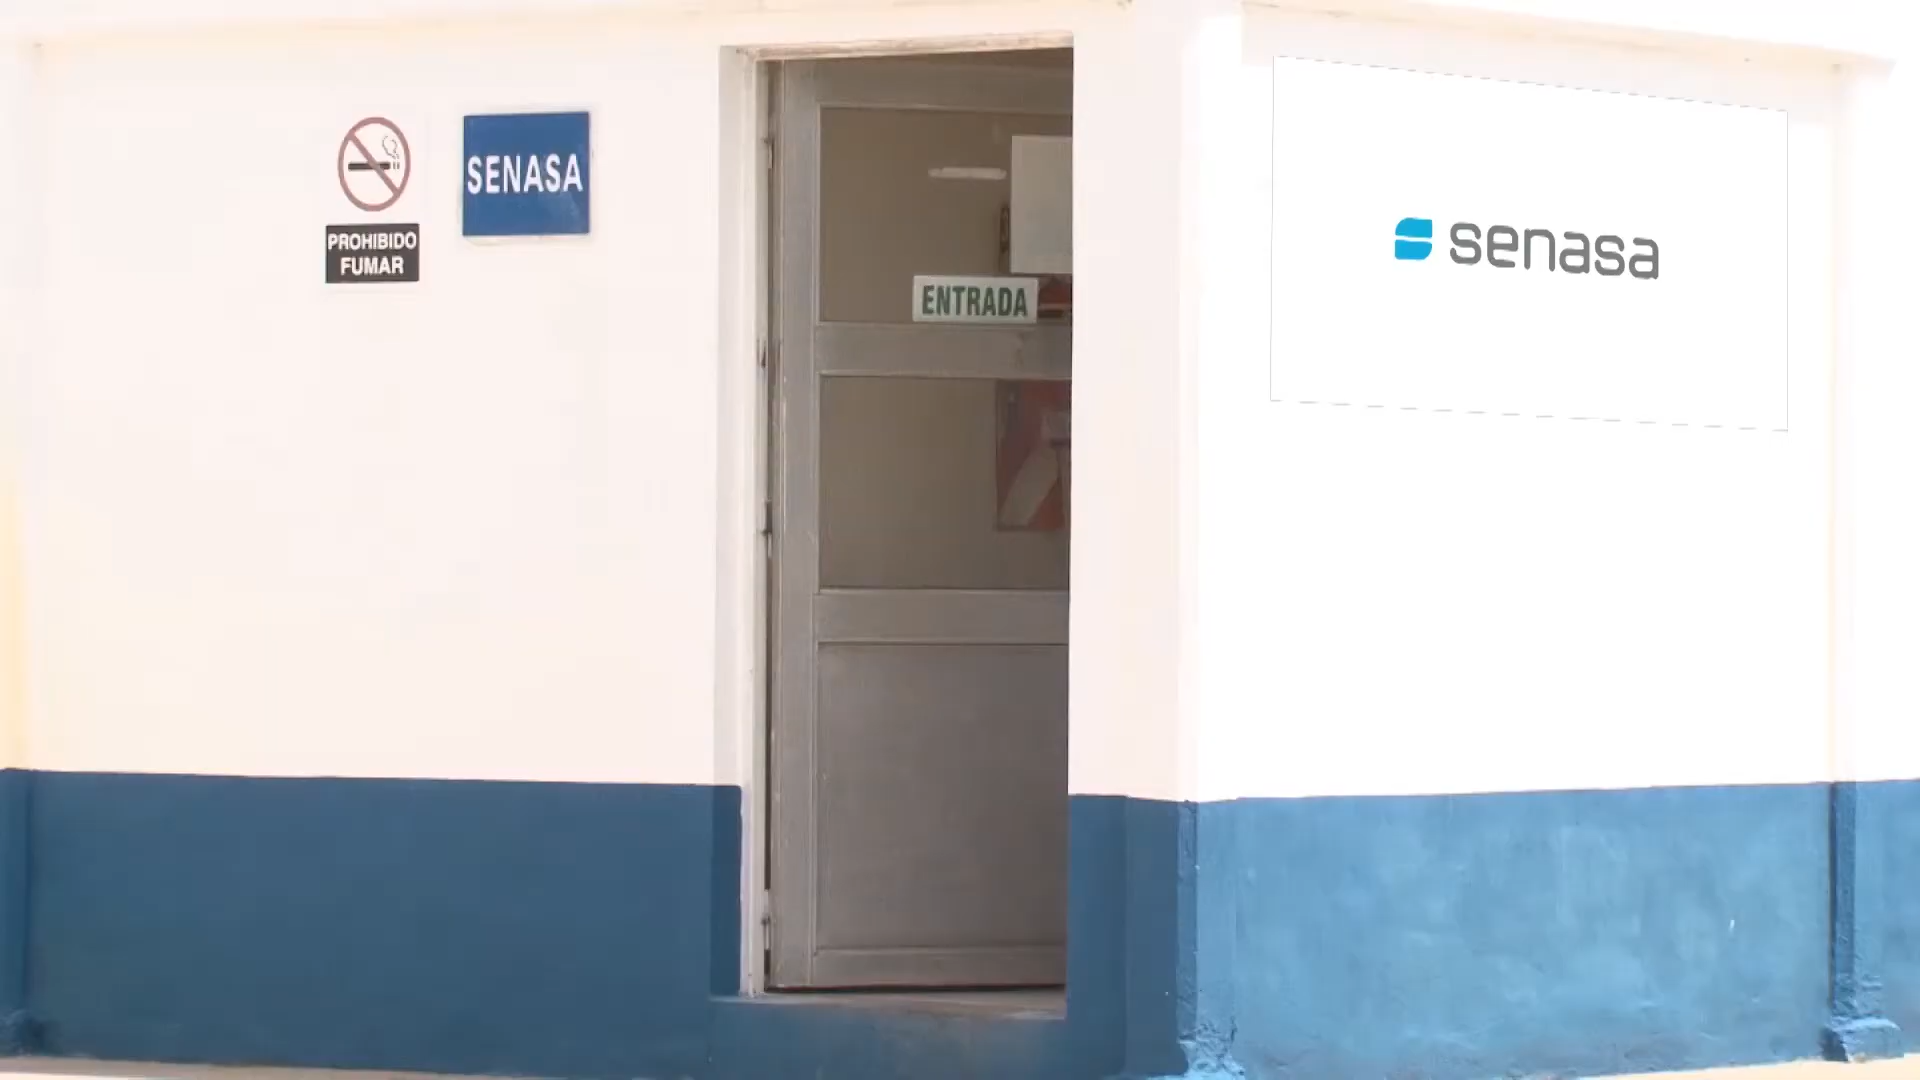 PROHIBIDO
FUMAR
SENASA
ENTRADA
senasa